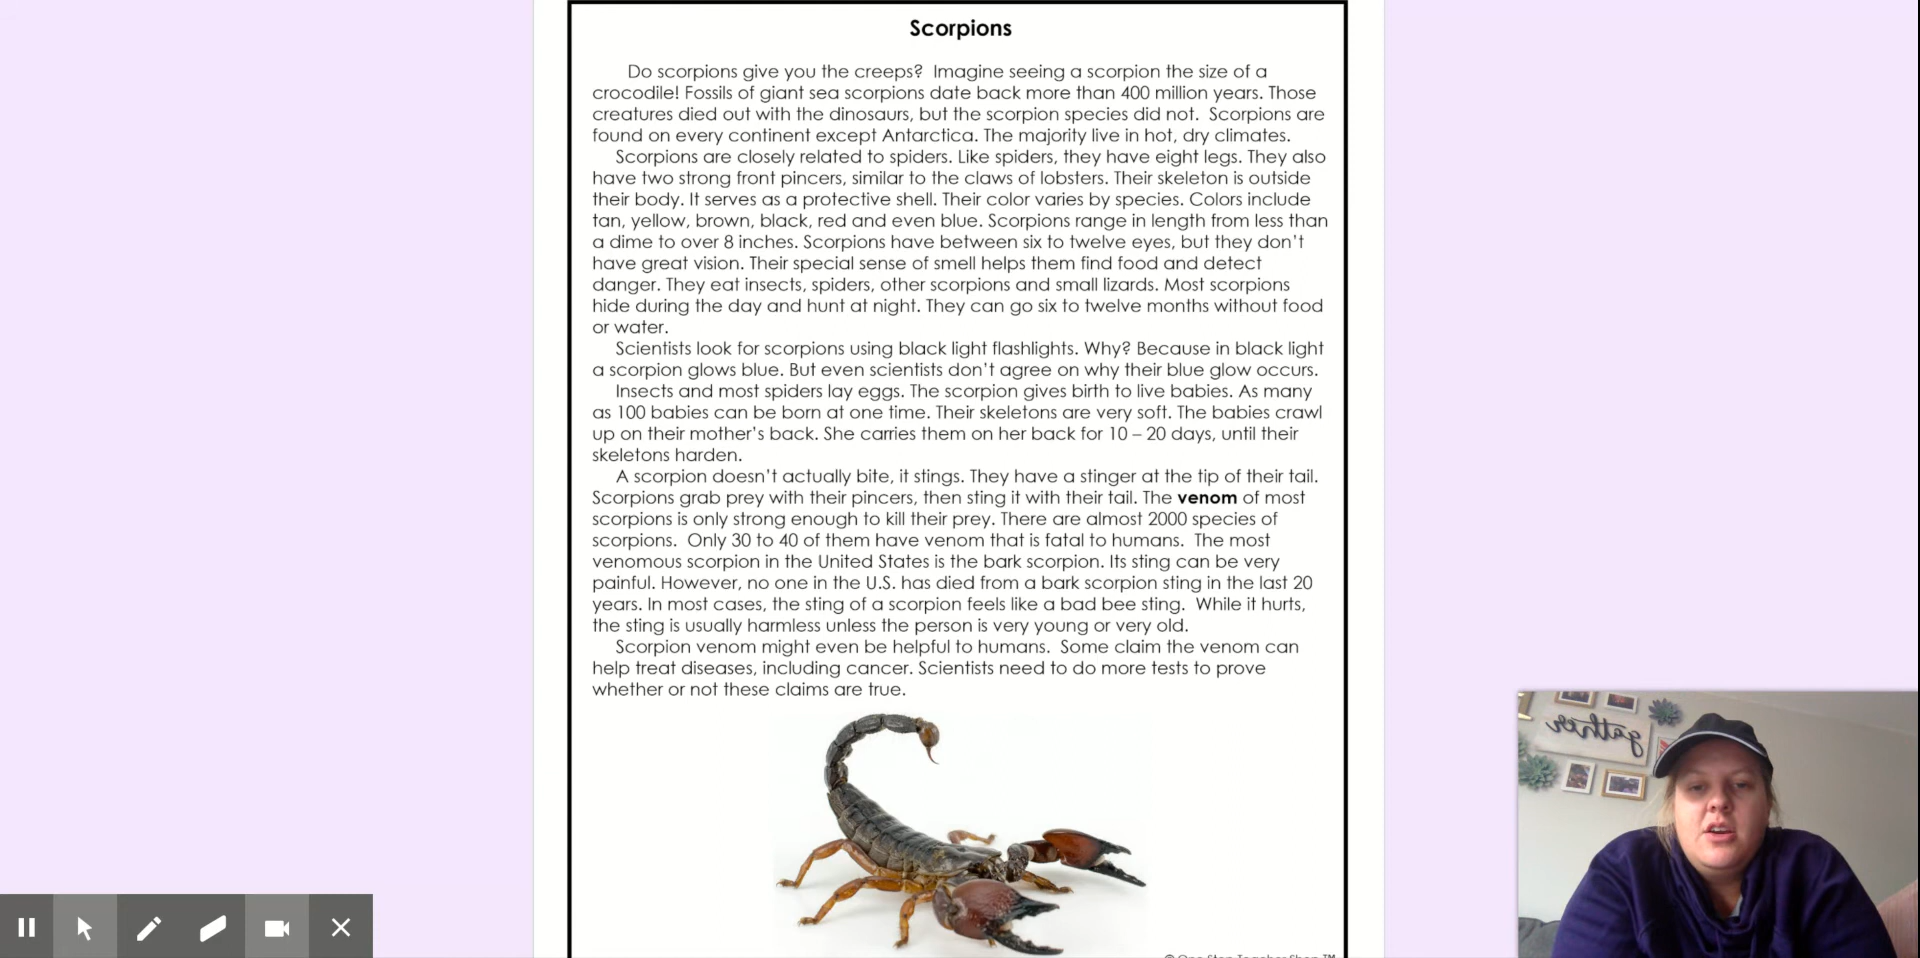 Scorpions
Do scorpions give you the creeps?  Imagine seeing a scorpion the size of a
crocodile! Fossils of giant sea scorpions date back more than 400 million years. Those
creatures died out with the dinosaurs, but the scorpion species did not.  Scorpions are
found on every continent except Antarctica. The majority live in hot, dry climates.
Scorpions are closely related to spiders. Like spiders, they have eight legs. They also
have two strong front pincers, similar to the claws of lobsters. Their skeleton is outside
their body. It serves as a protective shell. Their color varies by species. Colors include
tan, yellow, brown, black, red and even blue. Scorpions range in length from less than
a dime to over 8 inches. Scorpions have between six to twelve eyes, but they don't
have great vision. Their special sense of smell helps them find food and detect
danger. They eat insects, spiders, other scorpions and small lizards. Most scorpions
hide during the day and hunt at night. They can go six to twelve months without food
or water.
Scientists look for scorpions using black light flashlights. Why? Because in black light
a scorpion glows blue. But even scientists don't agree on why their blue glow occurs.
Insects and most spiders lay eggs. The scorpion gives birth to live babies. As many
as 100 babies can be born at one time. Their skeletons are very soft. The babies crawl
up on their mother's back. She carries them on her back for 10 – 20 days, until their
skeletons harden.
A scorpion doesn't actually bite, it stings. They have a stinger at the tip of their tail.
Scorpions grab prey with their pincers, then sting it with their tail. The venom of most
scorpions is only strong enough to kill their prey. There are almost 2000 species of
scorpions.  Only 30 to 40 of them have venom that is fatal to humans.  The most
venomous scorpion in the United States is the bark scorpion. Its sting can be very
painful. However, no one in the U.S. has died from a bark scorpion sting in the last 20
years. In most cases, the sting of a scorpion feels like a bad bee sting.  While it hurts,
the sting is usually harmless unless the person is very young or very old.
Scorpion venom might even be helpful to humans.  Some claim the venom can
help treat diseases, including cancer. Scientists need to do more tests to prove
whether or not these claims are true.
gather